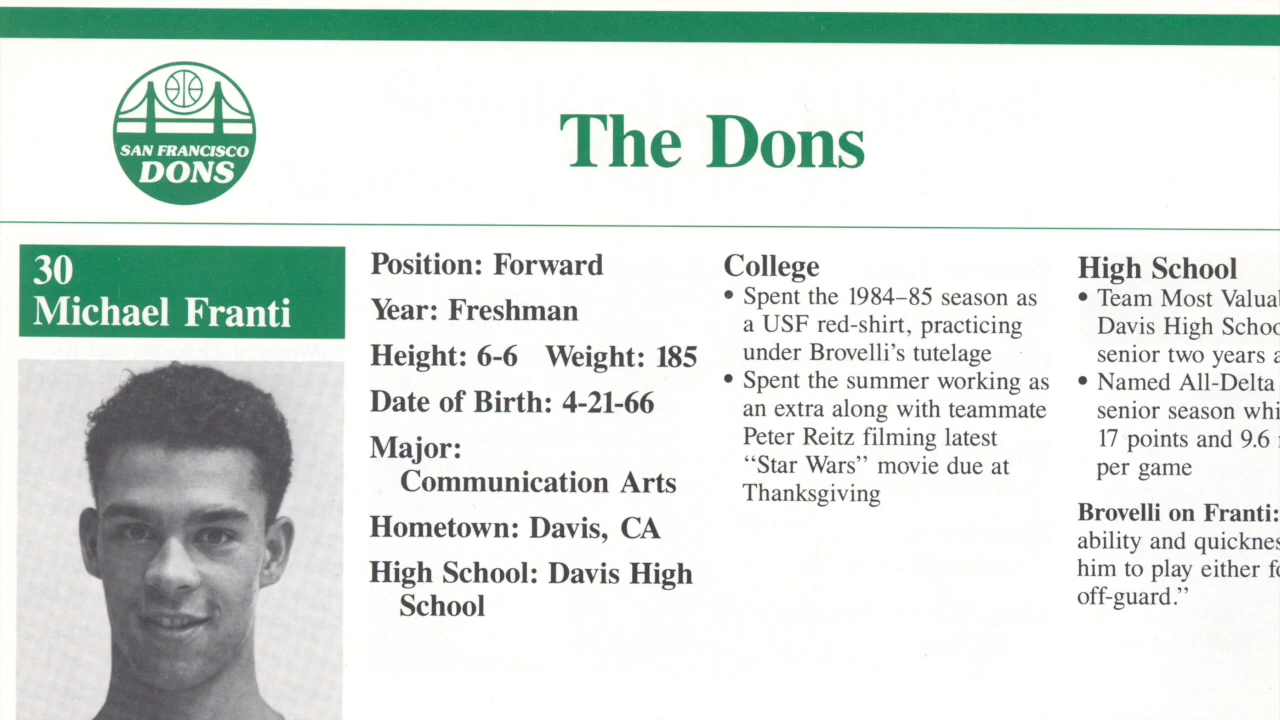 SAN FRANCISCO
DONS
The Dons
30
Michael Franti
Position: Forward
Year: Freshman
Height: 6-6 Weight: 185
Date of Birth: 4-21-66
Major:
Communication Arts
Hometown: Davis, CA
High School: Davis High
School
College
• Spent the 1984–85 season as
a USF red-shirt, practicing
under Brovelli’s tutelage
• Spent the summer working as
an extra along with teammate
Peter Reitz filming latest
“Star Wars” movie due at
Thanksgiving
High School
• Team Most
Davis High
senior two years
• Named All-Delta
senior season
17 points and 9.6
per game
Brovelli on Franti:
ability and
him to play either
off-guard.”